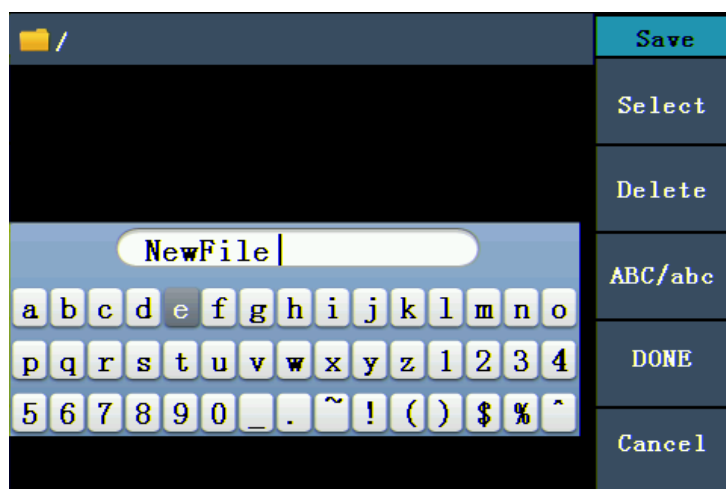 /
Save
Select
Delete
NewFile
ABC/abc
a b c d e f g h i j k l m n o
p q r s t u v w x y z 1 2 3 4
DONE
5 6 7 8 9 0 _ . ~ ! ( ) $ % ^
Cancel